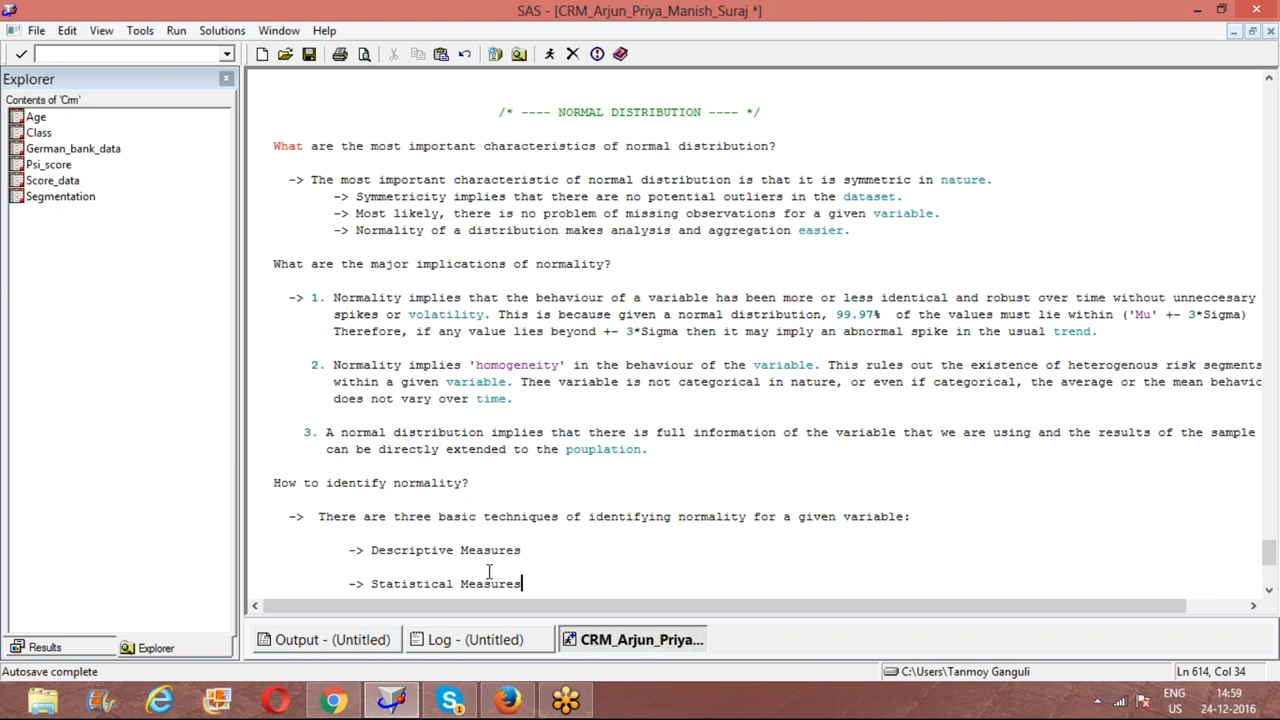 SAS - [CRM_Arjun_Priya_Manish_Suraj *]
File Edit View Tools Run Solutions Window Help
Explorer
Contents of 'Crm'
Age
Class
German_bank_data
Psi_score
Score_data
Segmentation
/* ---- NORMAL DISTRIBUTION ---- */
What are the most important characteristics of normal distribution?
-> The most important characteristic of normal distribution is that it is symmetric in nature.
-> Symmetricity implies that there are no potential outliers in the dataset.
-> Most likely, there is no problem of missing observations for a given variable.
-> Normality of a distribution makes analysis and aggregation easier.
What are the major implications of normality?
-> 1. Normality implies that the behaviour of a variable has been more or less identical and robust over time without unneccesary
spikes or volatility. This is because given a normal distribution, 99.97% of the values must lie within ('Mu' +- 3*Sigma)
Therefore, if any value lies beyond +- 3*Sigma then it may imply an abnormal spike in the usual trend.
2. Normality implies 'homogeneity' in the behaviour of the variable. This rules out the existence of heterogenous risk segments
within a given variable. Thee variable is not categorical in nature, or even if categorical, the average or the mean behavio
does not vary over time.
3. A normal distribution implies that there is full information of the variable that we are using and the results of the sample
can be directly extended to the pouplation.
How to identify normality?
-> There are three basic techniques of identifying normality for a given variable:
-> Descriptive Measures
-> Statistical Measures
Results Explorer
Output - (Untitled) Log - (Untitled) CRM_Arjun_Priya...
Autosave complete
C:\Users\Tanmoy Ganguli
Ln 614, Col 34
ENG 14:59
US 24-12-2016